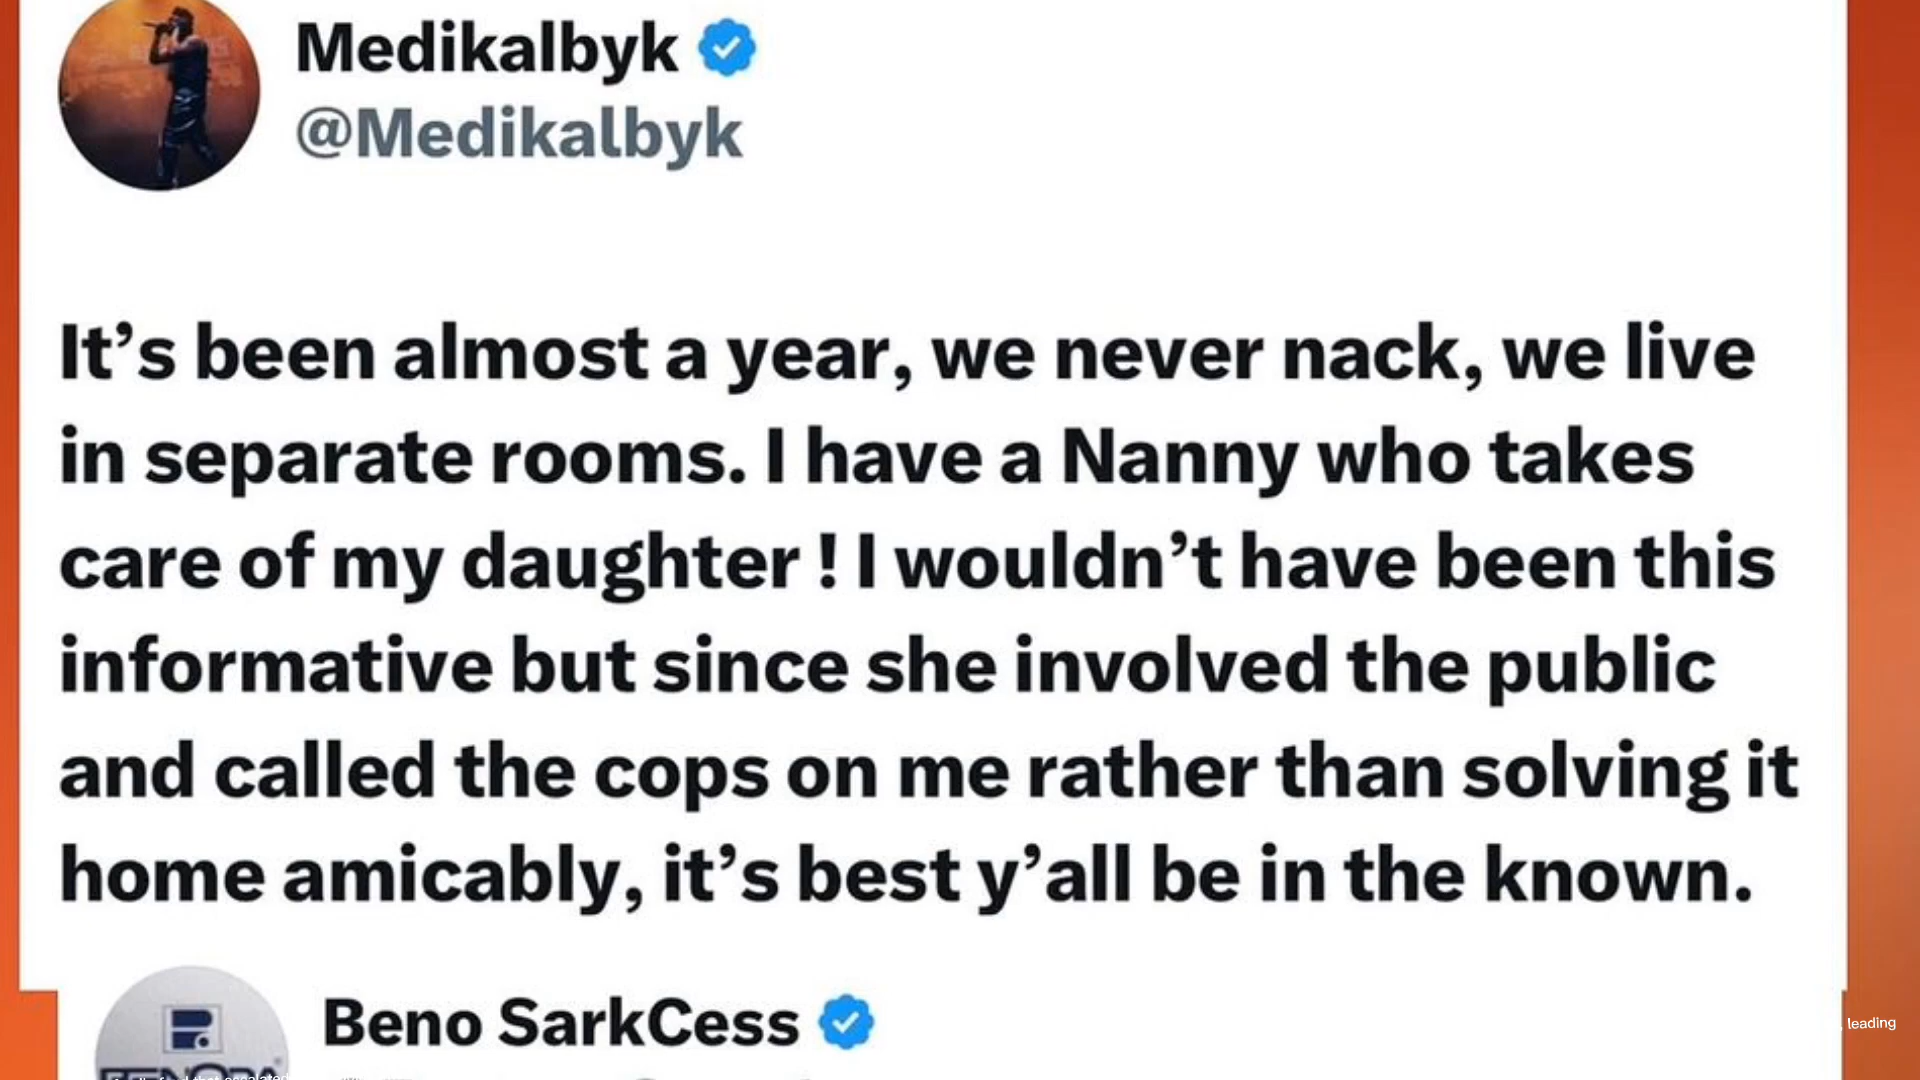 Medikalbyk
@Medikalbyk
It’s been almost a year, we never nack, we live
in separate rooms. I have a Nanny who takes
care of my daughter ! I wouldn’t have been this
informative but since she involved the public
and called the cops on me rather than solving it
home amicably, it’s best y’all be in the known.
Beno SarkCess
, leading